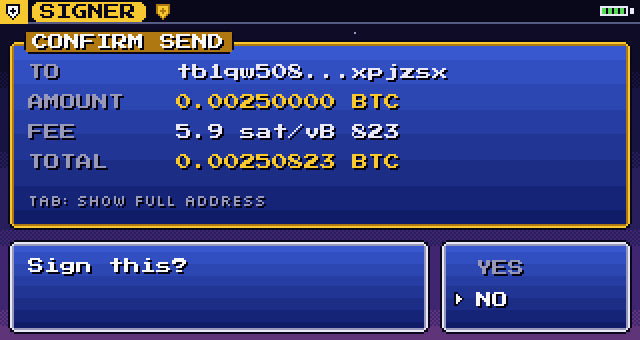 SIGNER
CONFIRM SEND
TO tb1qw508...xpjzsx
AMOUNT 0.00250000 BTC
FEE 5.9 sat/vB 823
TOTAL 0.00250823 BTC
TAB: SHOW FULL ADDRESS
Sign this?
YES
NO